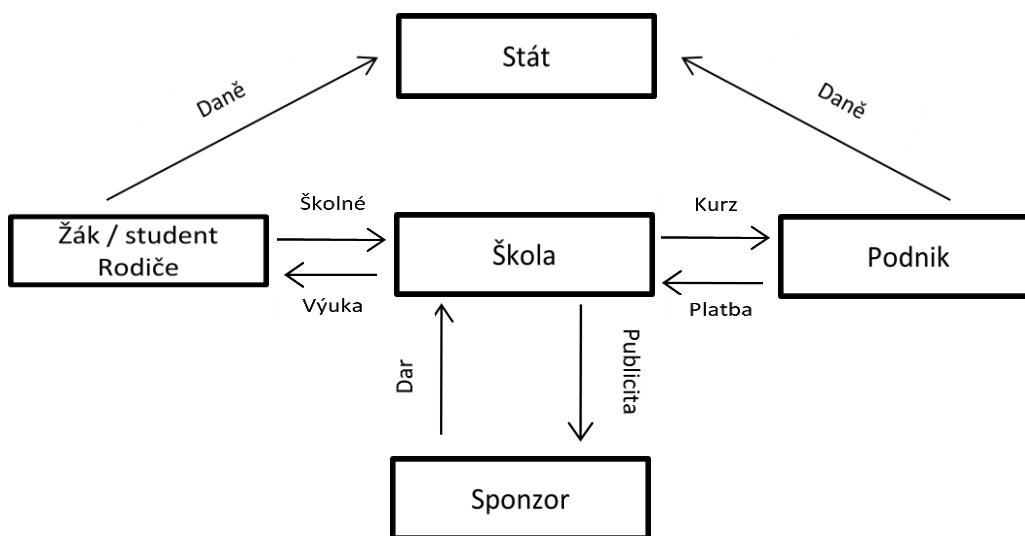 Stát
Daně
Daně
Školné
Kurz
Žák / student
Rodiče
Škola
Podnik
Výuka
Platba
Dar
Publicita
Sponzor